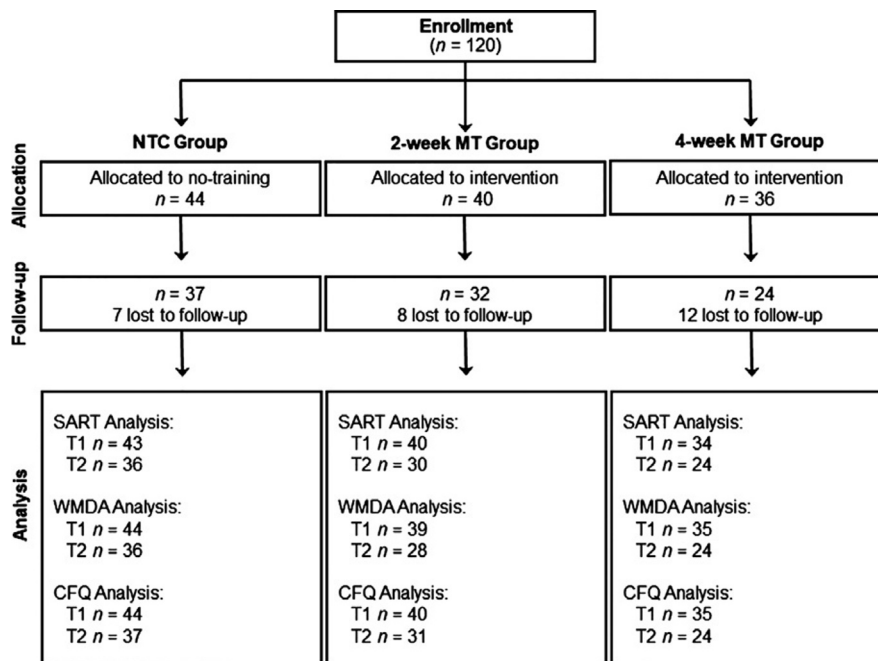 Enrollment
(n = 120)
NTC Group
2-week MT Group
4-week MT Group
Allocation
Allocated to no-training
n = 44
Allocated to intervention
n = 40
Allocated to intervention
n = 36
Follow-up
n = 37
7 lost to follow-up
n = 32
8 lost to follow-up
n = 24
12 lost to follow-up
Analysis
SART Analysis:
T1 n = 43
T2 n = 36
WMDA Analysis:
T1 n = 44
T2 n = 36
CFQ Analysis:
T1 n = 44
T2 n = 37
SART Analysis:
T1 n = 40
T2 n = 30
WMDA Analysis:
T1 n = 39
T2 n = 28
CFQ Analysis:
T1 n = 40
T2 n = 31
SART Analysis:
T1 n = 34
T2 n = 24
WMDA Analysis:
T1 n = 35
T2 n = 24
CFQ Analysis:
T1 n = 35
T2 n = 24